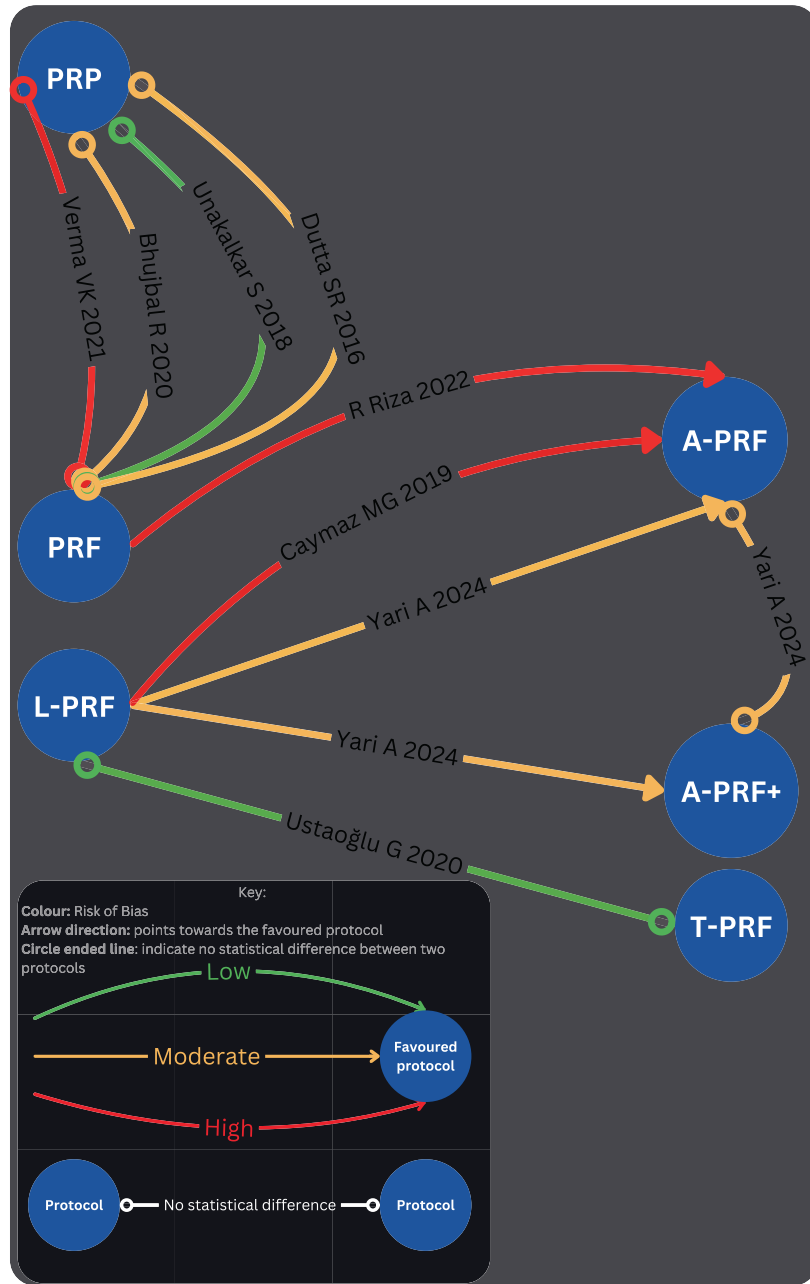 PRP
Verma VK 2021
Bhujbal R 2020
Unakalkar S 2018
Dutta SR 2016
R Riza 2022
A-PRF
Caymaz MG 2019
PRF
Yari A 2024
Yari A 2024
L-PRF
Yari A 2024
A-PRF+
Ustaoğlu G 2020
T-PRF
Key:
Colour: Risk of Bias
Arrow direction: points towards the favoured protocol
Circle ended line: indicate no statistical difference between two
protocols
Low
Moderate
Favoured
protocol
High
Protocol
No statistical difference
Protocol